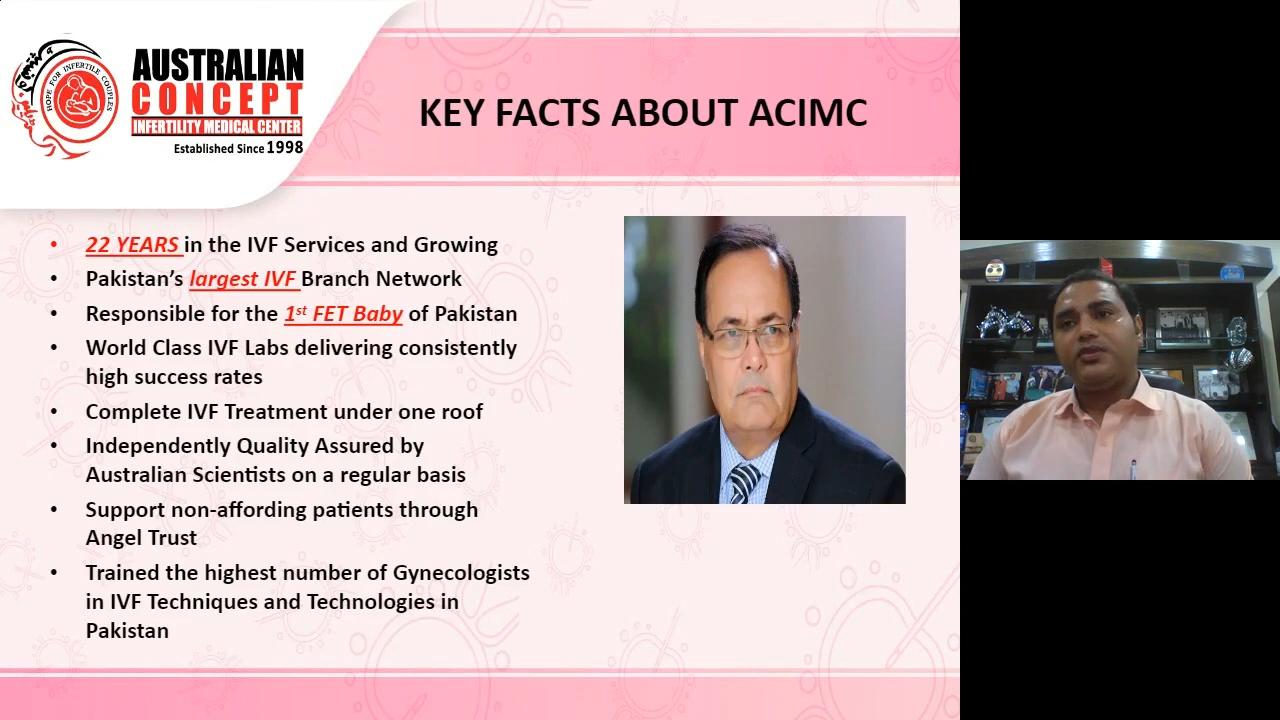 HOPE FOR INFERTILE COUPLES
AUSTRALIAN
CONCEPT
INFERTILITY MEDICAL CENTER
Established Since 1998
KEY FACTS ABOUT ACIMC
• 22 YEARS in the IVF Services and Growing
• Pakistan’s largest IVF Branch Network
• Responsible for the 1st FET Baby of Pakistan
• World Class IVF Labs delivering consistently
high success rates
• Complete IVF Treatment under one roof
• Independently Quality Assured by
Australian Scientists on a regular basis
• Support non-affording patients through
Angel Trust
• Trained the highest number of Gynecologists
in IVF Techniques and Technologies in
Pakistan